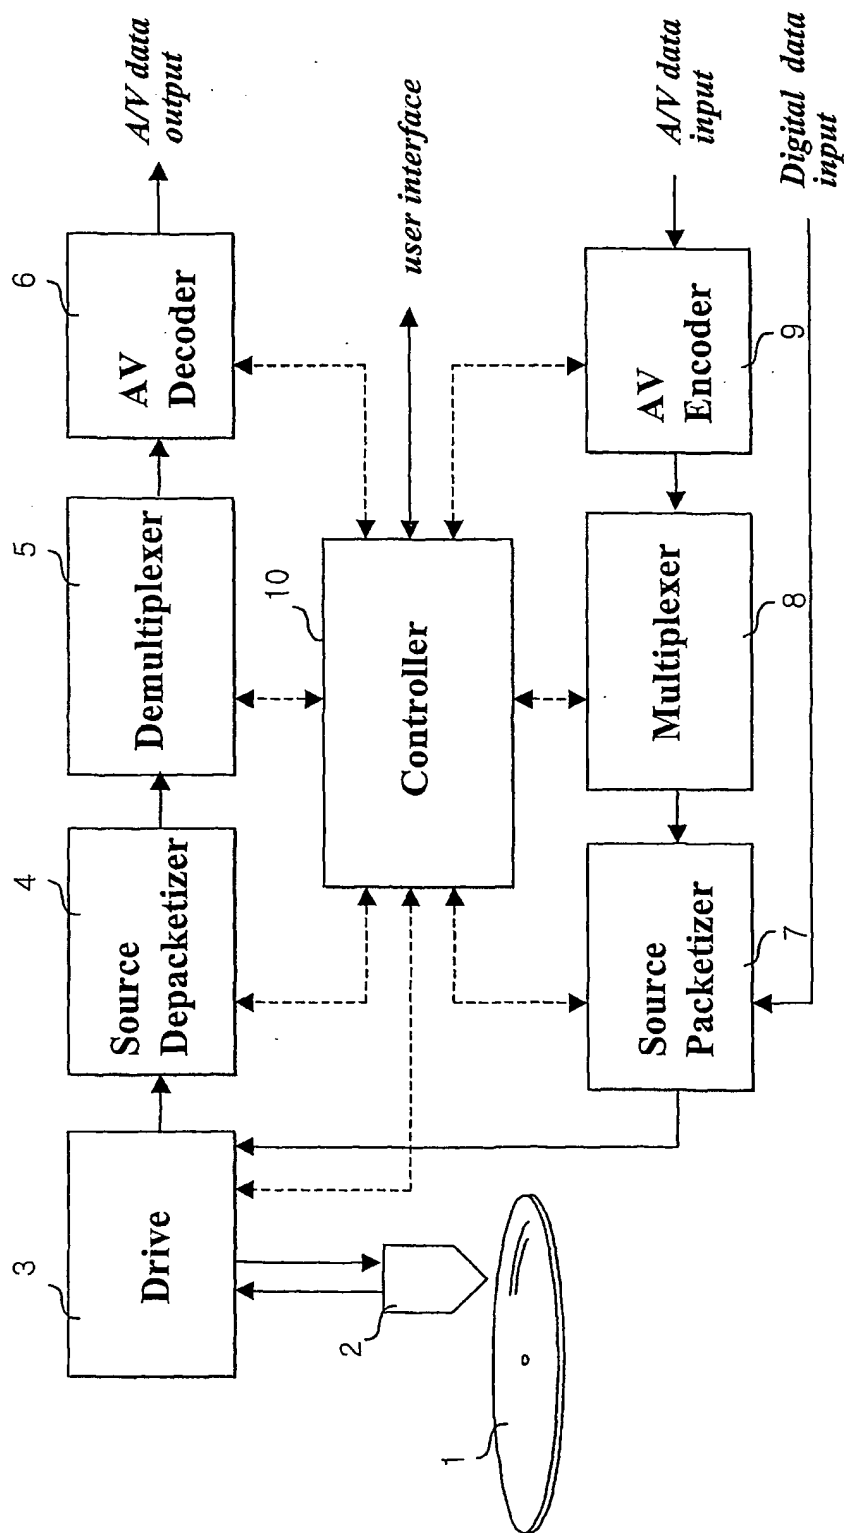 3
Drive
4
Source
Depacketizer
5
Demultiplexer
6
AV
Decoder
A/V data
output
10
Controller
user interface
2
1
Source
Packetizer
7
Multiplexer
8
AV
Encoder
9
A/V data
input
Digital data
input